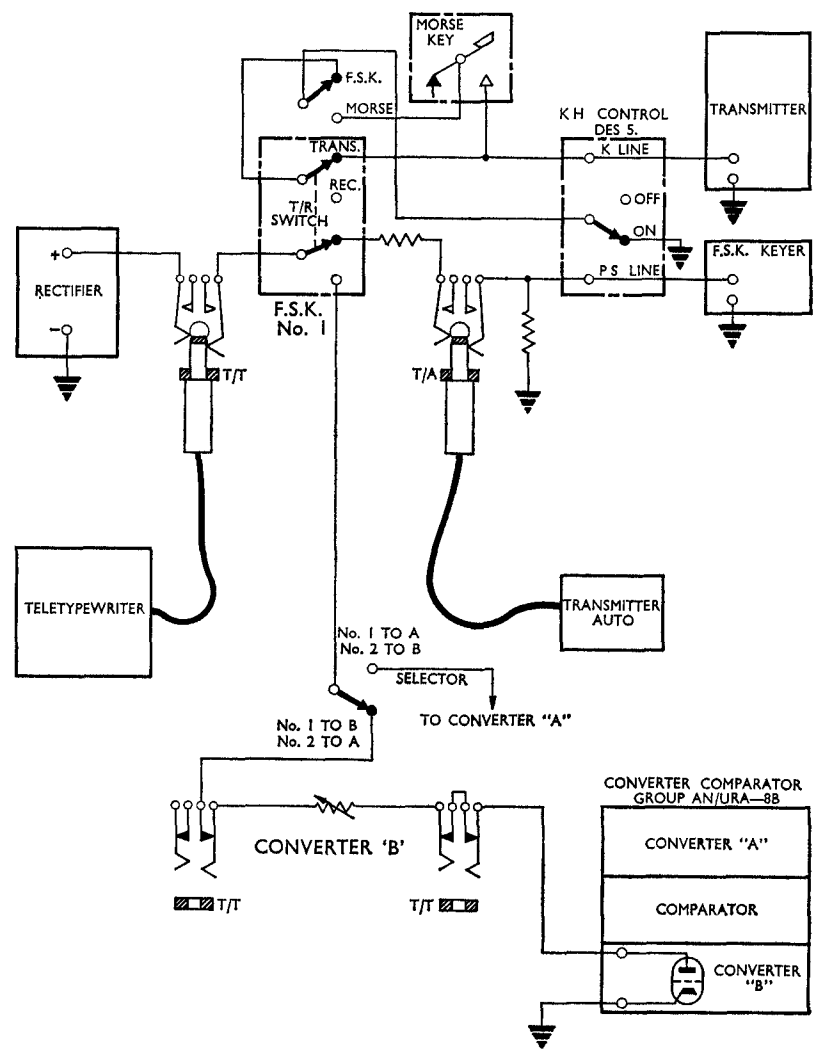 MORSE
KEY
F.S.K.
MORSE
K H CONTROL
DES 5.
TRANSMITTER
TRANS.
K LINE
REC.
OFF
T/R
SWITCH
ON
F.S.K. KEYER
+
RECTIFIER
–
P S LINE
F.S.K.
No. 1
T/T
T/A
TELETYPEWRITER
TRANSMITTER
AUTO
No. 1 TO A
No. 2 TO B
SELECTOR
TO CONVERTER "A"
No. 1 TO B
No. 2 TO A
CONVERTER COMPARATOR
GROUP AN/URA—8B
CONVERTER 'B'
CONVERTER "A"
T/T
T/T
COMPARATOR
CONVERTER
"B"